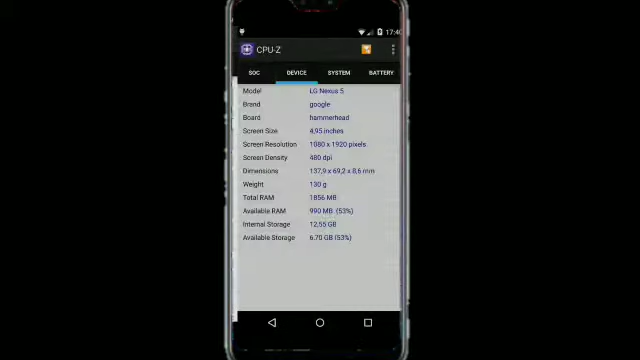 17:40
CPU-Z
SOC DEVICE SYSTEM BATTERY
Model LG Nexus 5
Brand google
Board hammerhead
Screen Size 4,95 inches
Screen Resolution 1080 x 1920 pixels
Screen Density 480 dpi
Dimensions 137,9 x 69,2 x 8,6 mm
Weight 130 g
Total RAM 1856 MB
Available RAM 990 MB (53%)
Internal Storage 12,55 GB
Available Storage 6.70 GB (53%)